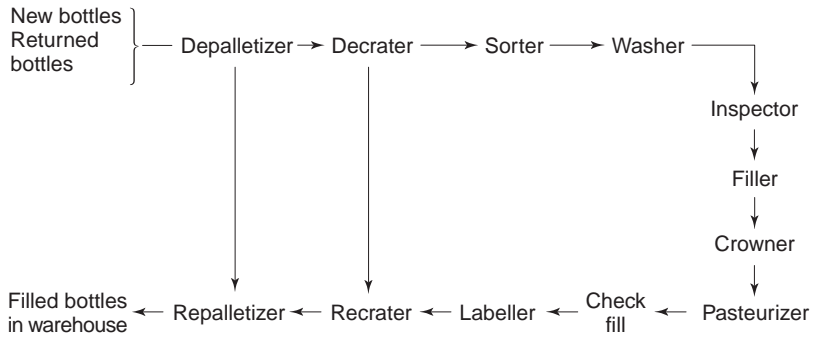 New bottles
Returned
bottles
Depalletizer
Decrater
Sorter
Washer
Inspector
Filler
Crowner
Pasteurizer
Check
fill
Labeller
Recrater
Repalletizer
Filled bottles
in warehouse